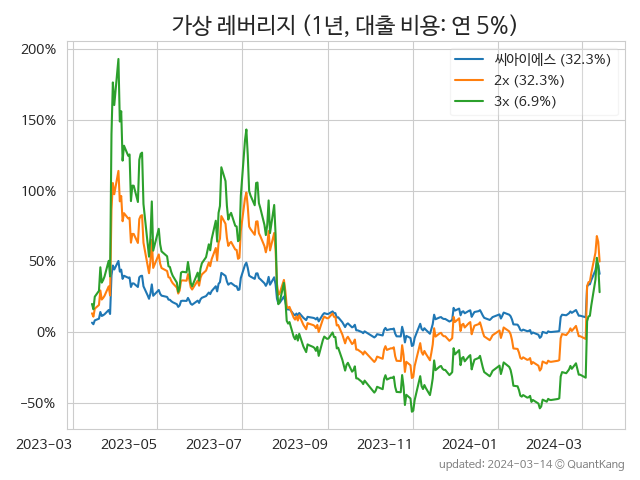 가상 레버리지 (1년, 대출 비용: 연 5%)
씨아이에스 (32.3%)
2x (32.3%)
3x (6.9%)
200%
150%
100%
50%
0%
−50%
2023-03 2023-05 2023-07 2023-09 2023-11 2024-01 2024-03
updated: 2024-03-14 © QuantKang